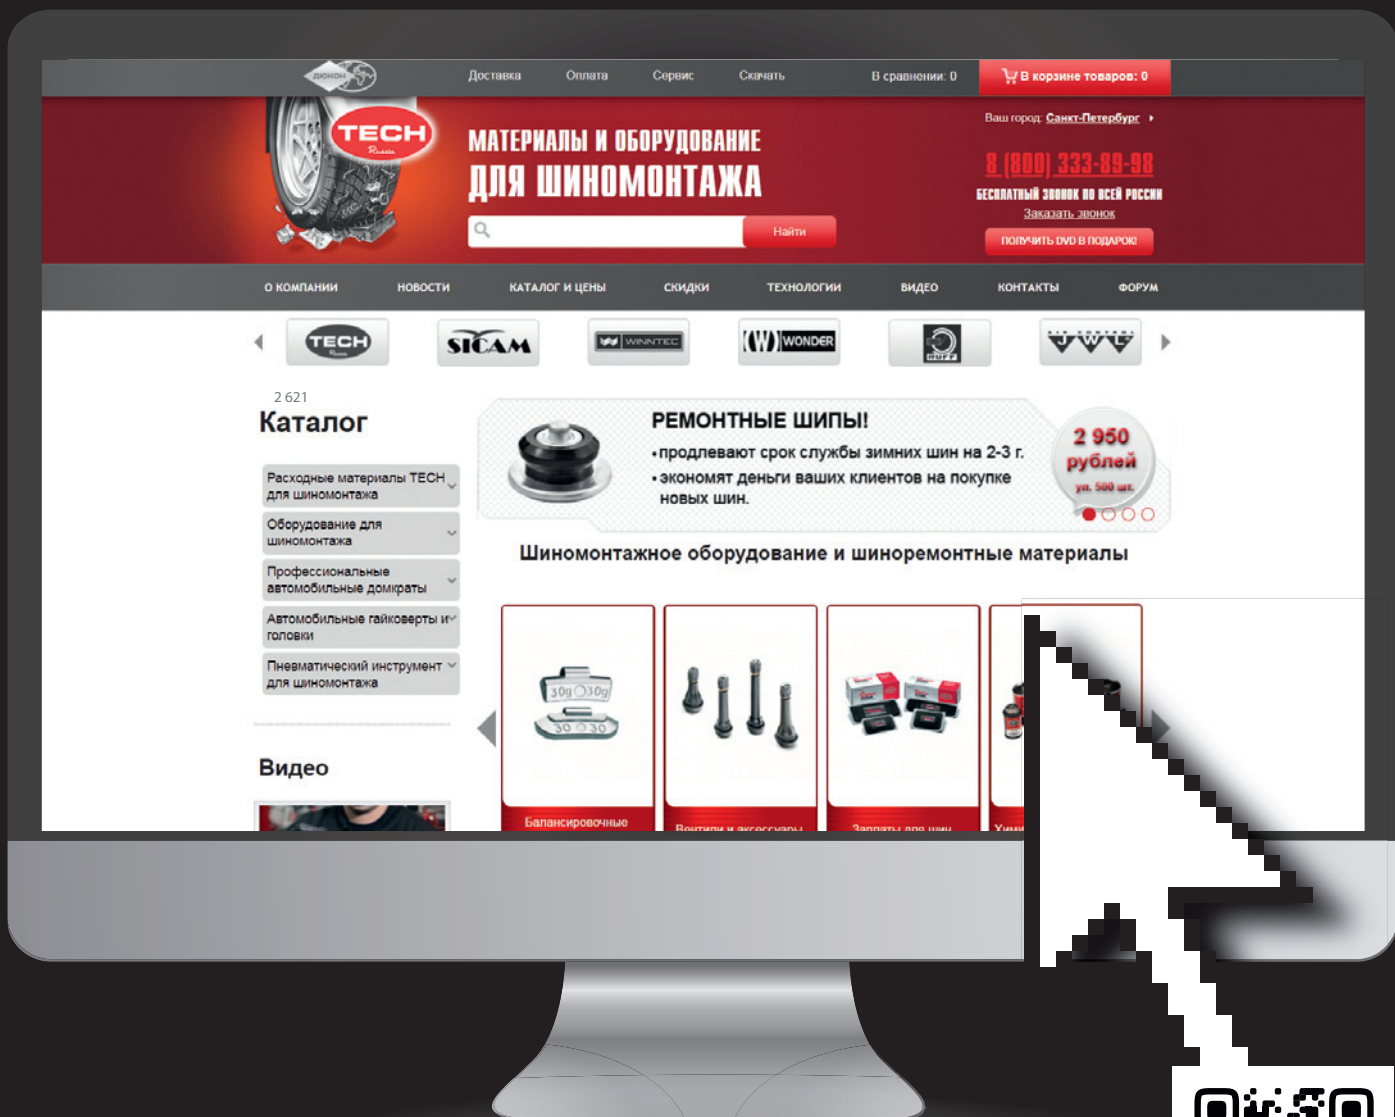 ДЮКОН
Доставка
Оплата
Сервис
Скачать
В сравнении: 0
В корзине товаров: 0
TECH
Russia
МАТЕРИАЛЫ И ОБОРУДОВАНИЕ
ДЛЯ ШИНОМОНТАЖА
Найти
Ваш город: Санкт-Петербург
8 (800) 333-89-98
БЕСПЛАТНЫЙ ЗВОНОК ПО ВСЕЙ РОССИИ
Заказать звонок
ПОЛУЧИТЬ DVD В ПОДАРОК!
О КОМПАНИИ
НОВОСТИ
КАТАЛОГ И ЦЕНЫ
СКИДКИ
ТЕХНОЛОГИИ
ВИДЕО
КОНТАКТЫ
ФОРУМ
TECH
Russia
SICAM
WINNTEC
(W) WONDER
RUFF
JWL
2 621
Каталог
Расходные материалы TECH
для шиномонтажа
Оборудование для
шиномонтажа
Профессиональные
автомобильные домкраты
Автомобильные гайковерты и
головки
Пневматический инструмент
для шиномонтажа
Видео
РЕМОНТНЫЕ ШИПЫ!
•продлевают срок службы зимних шин на 2-3 г.
•экономят деньги ваших клиентов на покупке
новых шин.
2 950
рублей
уп. 500 шт.
Шиномонтажное оборудование и шиноремонтные материалы
30g 30g
30 30
Балансировочные
Вентили и аксессуары
Заплаты для шин
Хими